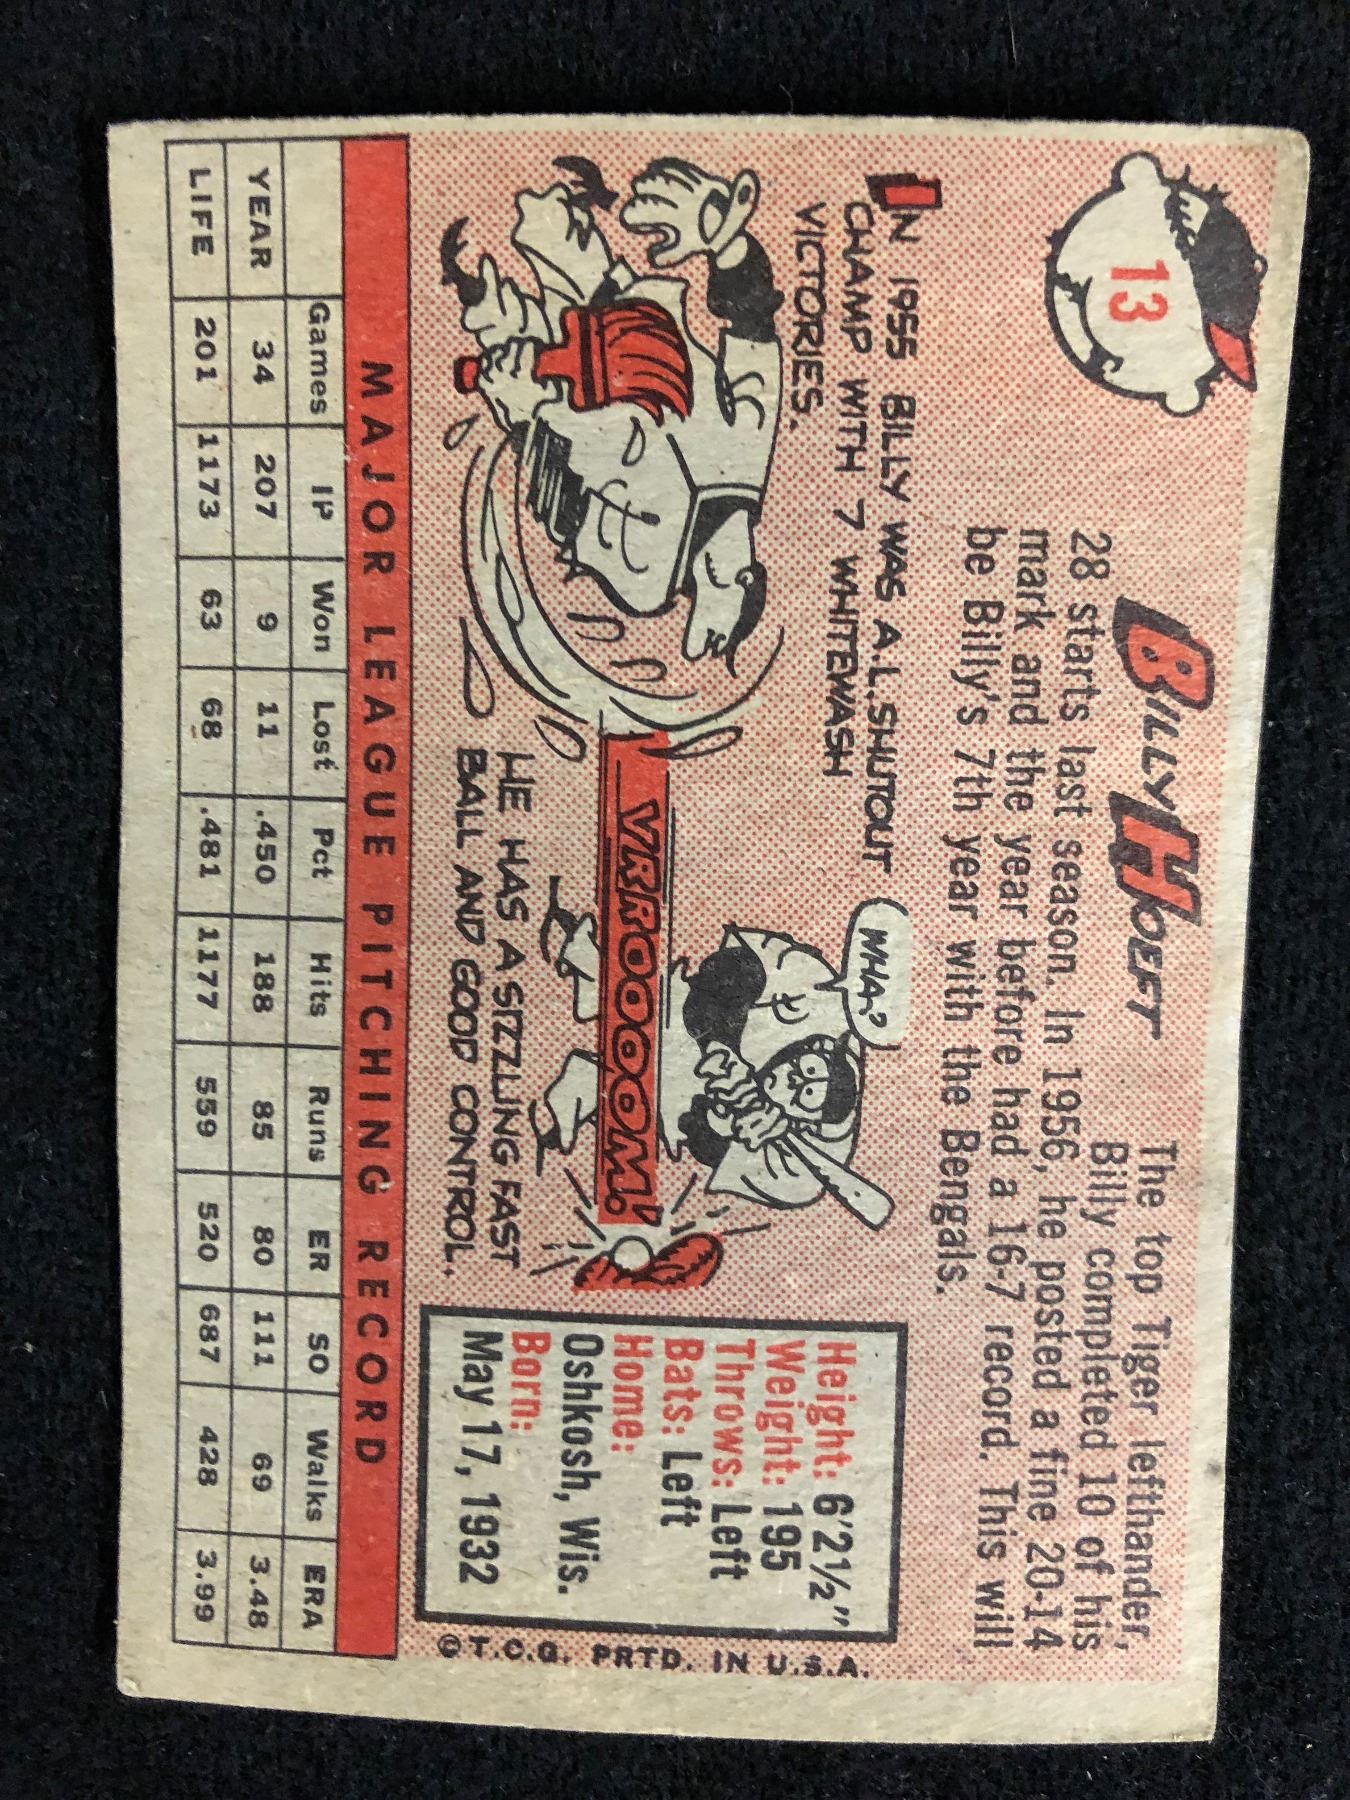 13
BILLY HOEFT
The top Tiger lefthander,
Billy completed 10 of his
28 starts last season. In 1956, he posted a fine 20-14
mark and the year before had a 16-7 record. This will
be Billy's 7th year with the Bengals.
IN 1955 BILLY WAS A.L. SHUTOUT
CHAMP WITH 7 WHITEWASH
VICTORIES.
WHA.?
VROOOOM!
HE HAS A SIZZLING FAST
BALL AND GOOD CONTROL.
Height: 6'2½"
Weight: 195
Throws: Left
Bats: Left
Home:
Oshkosh, Wis.
Born:
May 17, 1932
©T.C.G. PRTD. IN U.S.A.
MAJOR LEAGUE PITCHING RECORD
Games IP Won Lost Pct Hits Runs ER SO Walks ERA
YEAR 34 207 9 11 .450 188 85 80 111 69 3.48
LIFE 201 1173 63 68 .481 1177 559 520 687 428 3.99